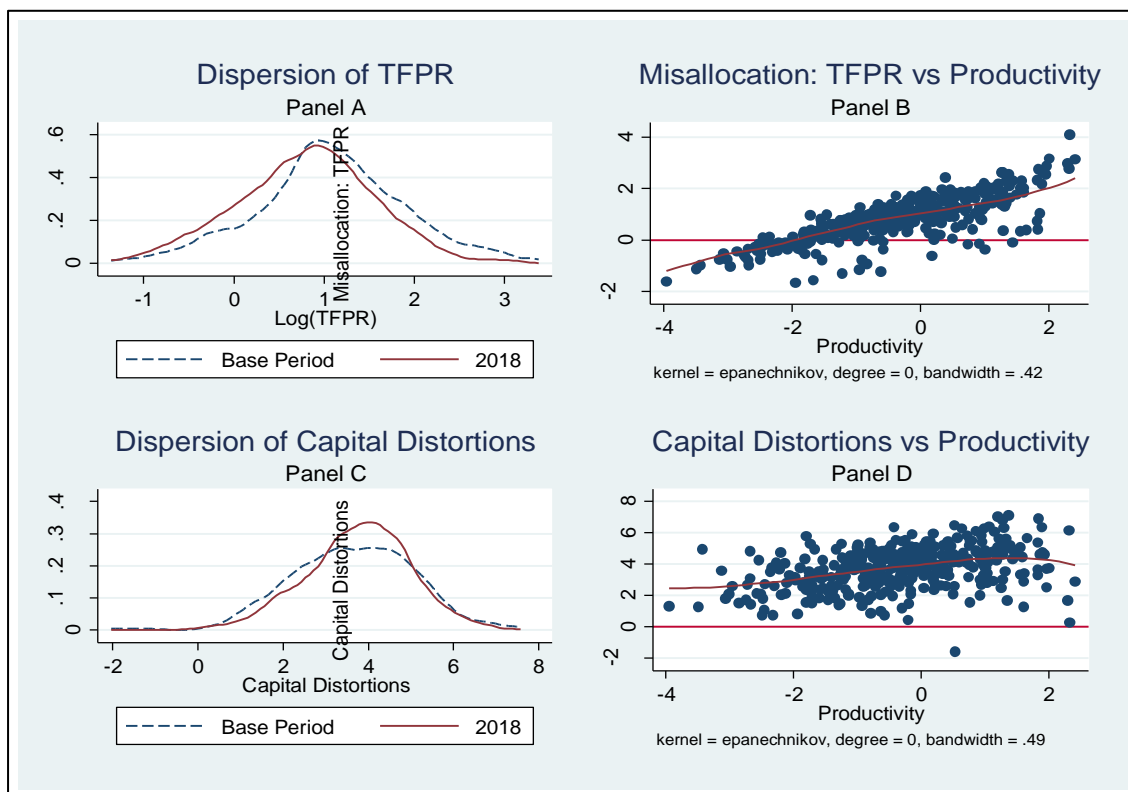 Dispersion of TFPR
Panel A
0
.2
.4
.6
-1
0
1
2
3
Log(TFPR)
Base Period
2018
Misallocation: TFPR
Misallocation: TFPR vs Productivity
Panel B
-2
0
2
4
-4
-2
0
2
Productivity
kernel = epanechnikov, degree = 0, bandwidth = .42
Dispersion of Capital Distortions
Panel C
0
.1
.2
.3
.4
-2
0
2
4
6
8
Capital Distortions
Base Period
2018
Capital Distortions
Capital Distortions vs Productivity
Panel D
-2
0
2
4
6
8
-4
-2
0
2
Productivity
kernel = epanechnikov, degree = 0, bandwidth = .49